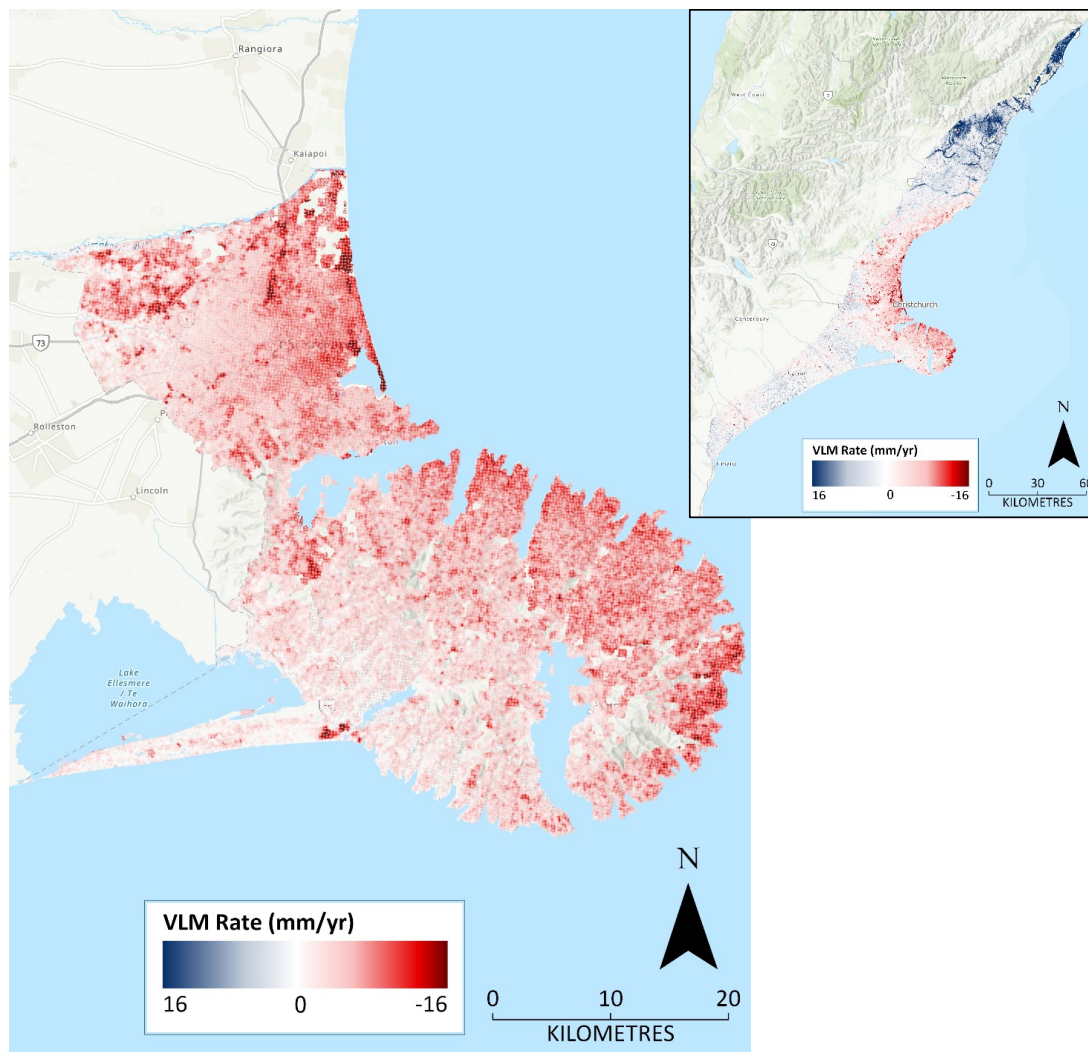 Rangiora
Kaiapoi
73
Rolleston
Lincoln
Lake
Ellesmere
/ Te
Waihora
VLM Rate (mm/yr)
16 0 -16
N
0 10 20
KILOMETRES
West Coast
Christchurch
Canterbury
VLM Rate (mm/yr)
16 0 -16
N
0 30 60
KILOMETRES